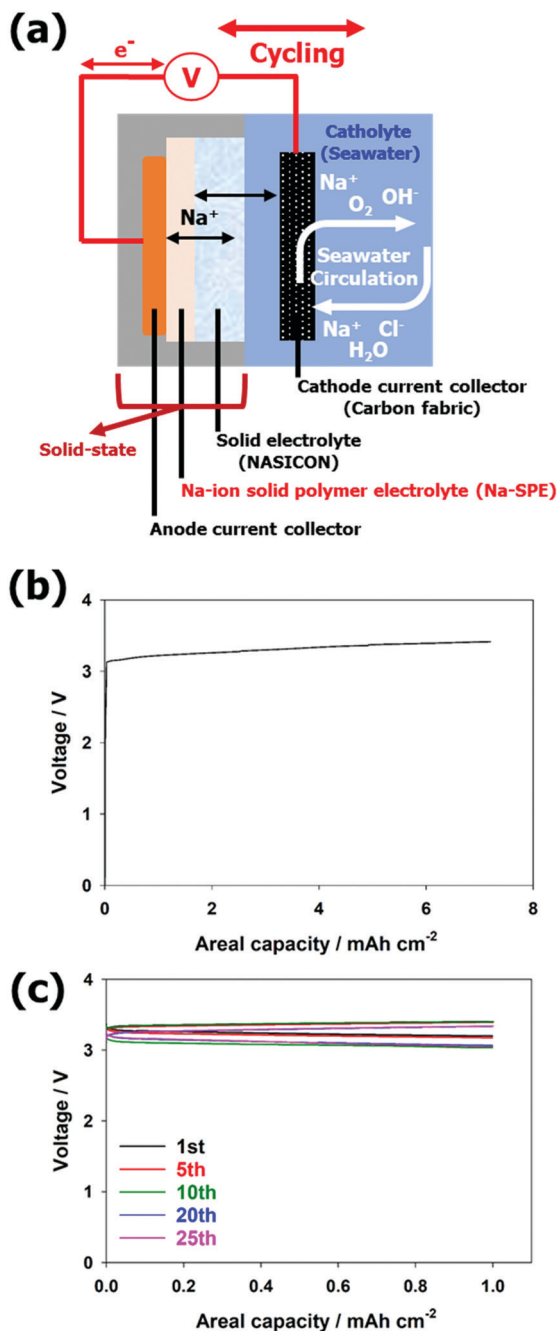 (a)
e-
V
Cycling
Catholyte
(Seawater)
Na+
O2 OH-
Na+
Seawater
Circulation
Na+ Cl-
H2O
Cathode current collector
(Carbon fabric)
Solid-state
Solid electrolyte
(NASICON)
Na-ion solid polymer electrolyte (Na-SPE)
Anode current collector
(b)
4
3
2
1
0
Voltage / V
0 2 4 6 8
Areal capacity / mAh cm-2
(c)
4
3
2
1
0
Voltage / V
1st
5th
10th
20th
25th
0.0 0.2 0.4 0.6 0.8 1.0
Areal capacity / mAh cm-2